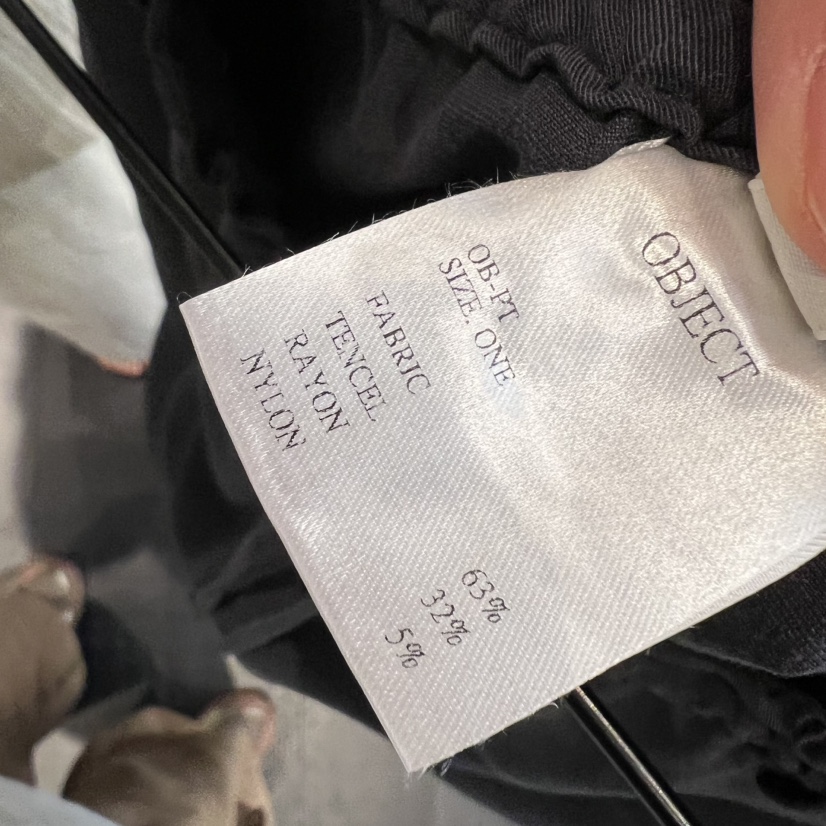 OBJECT
OB-PT
SIZE. ONE
FABRIC
TENCEL 63%
RAYON 32%
NYLON 5%